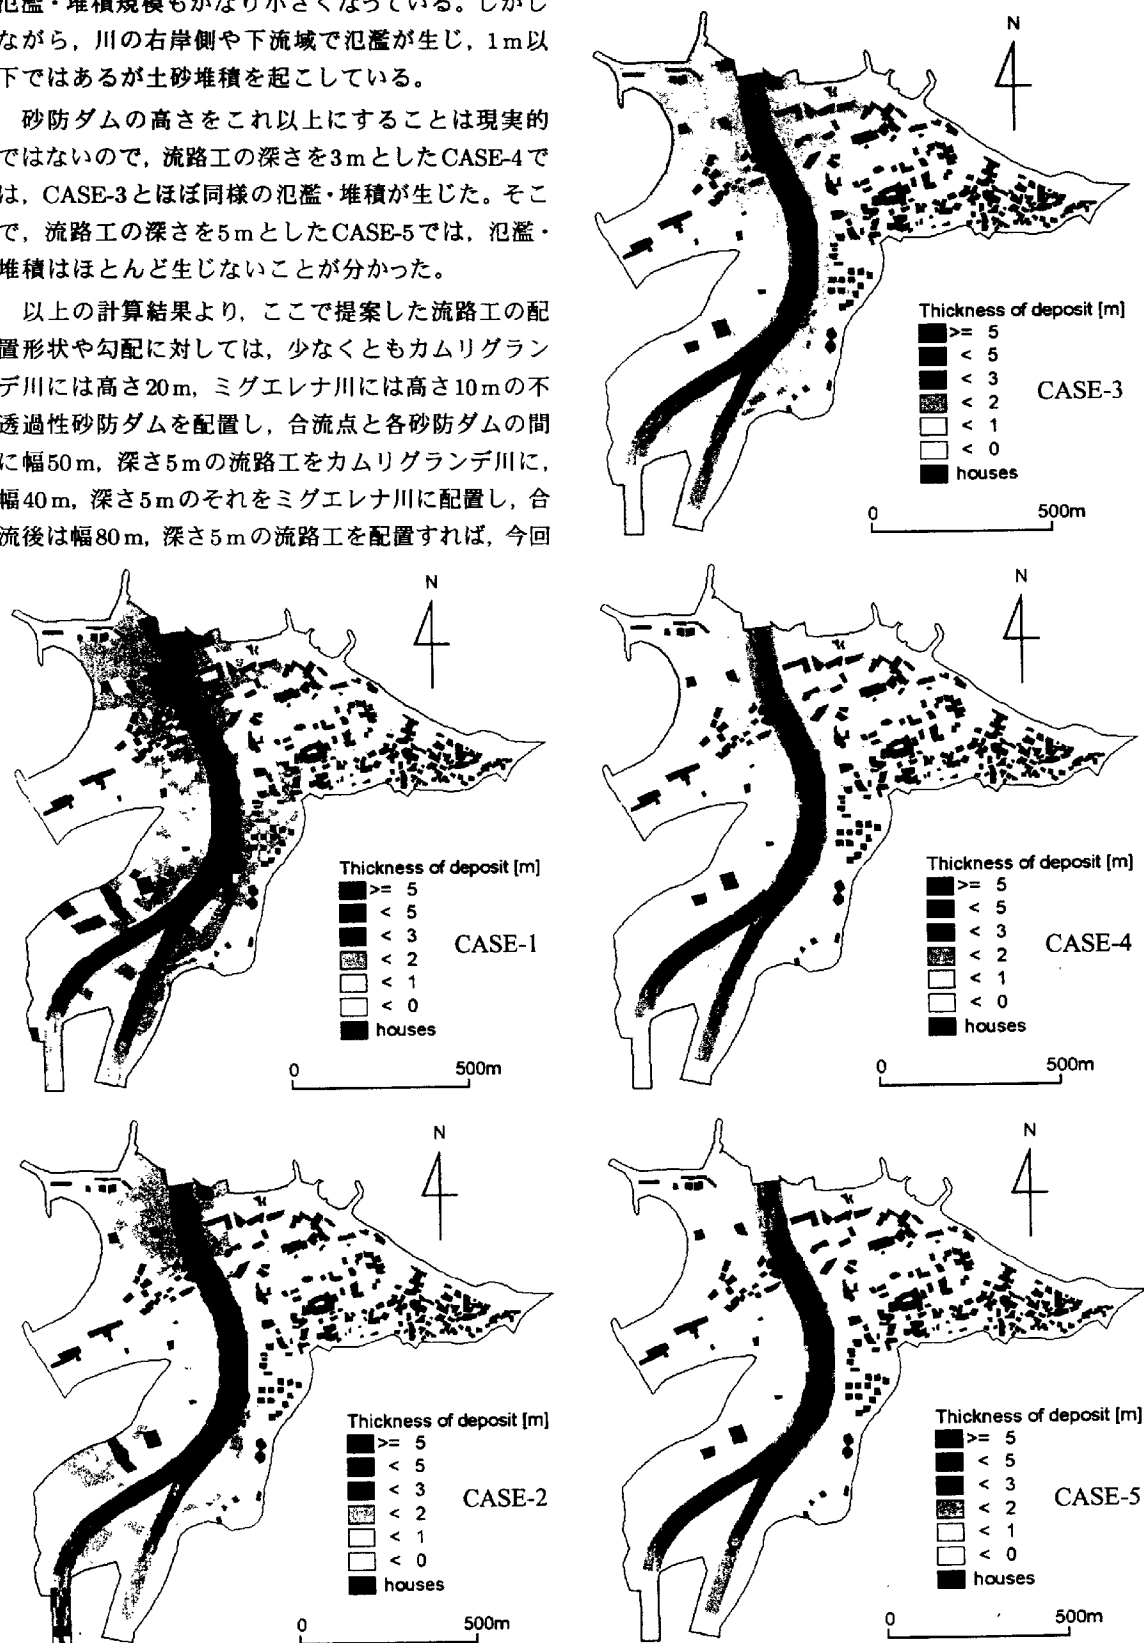 氾濫・堆積規模もかなり小さくなっている。しかし
ながら，川の右岸側や下流域で氾濫が生じ，1m以
下ではあるが土砂堆積を起こしている。
砂防ダムの高さをこれ以上にすることは現実的
ではないので，流路工の深さを3mとしたCASE-4で
は，CASE-3とほぼ同様の氾濫・堆積が生じた。そこ
で，流路工の深さを5mとしたCASE-5では，氾濫・
堆積はほとんど生じないことが分かった。
以上の計算結果より，ここで提案した流路工の配
置形状や勾配に対しては，少なくともカムリグラン
デ川には高さ20m，ミグエレナ川には高さ10mの不
透過性砂防ダムを配置し，合流点と各砂防ダムの間
に幅50m，深さ5mの流路工をカムリグランデ川に，
幅40m，深さ5mのそれをミグエレナ川に配置し，合
流後は幅80m，深さ5mの流路工を配置すれば，今回
N
Thickness of deposit [m]
>= 5
< 5
< 3
< 2
< 1
< 0
houses
CASE-3
0 500m
N
Thickness of deposit [m]
>= 5
< 5
< 3
< 2
< 1
< 0
houses
CASE-1
0 500m
N
Thickness of deposit [m]
>= 5
< 5
< 3
< 2
< 1
< 0
houses
CASE-4
0 500m
N
Thickness of deposit [m]
>= 5
< 5
< 3
< 2
< 1
< 0
houses
CASE-2
0 500m
N
Thickness of deposit [m]
>= 5
< 5
< 3
< 2
< 1
< 0
houses
CASE-5
0 500m